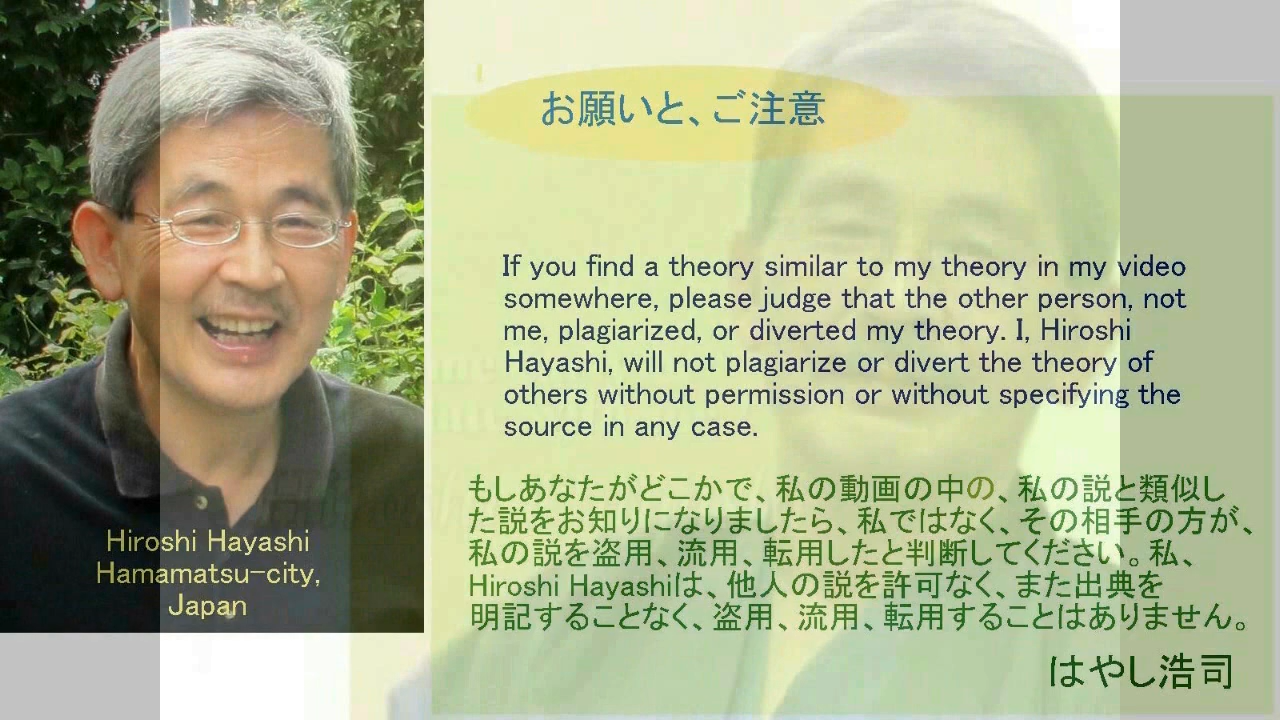 お願いと、ご注意
If you find a theory similar to my theory in my video
somewhere, please judge that the other person, not
me, plagiarized, or diverted my theory. I, Hiroshi
Hayashi, will not plagiarize or divert the theory of
others without permission or without specifying the
source in any case.
もしあなたがどこかで、私の動画の中の、私の説と類似し
た説をお知りになりましたら、私ではなく、その相手の方が、
私の説を盗用、流用、転用したと判断してください。私、
Hiroshi Hayashiは、他人の説を許可なく、また出典を
明記することなく、盗用、流用、転用することはありません。
はやし浩司
Hiroshi Hayashi
Hamamatsu-city,
Japan